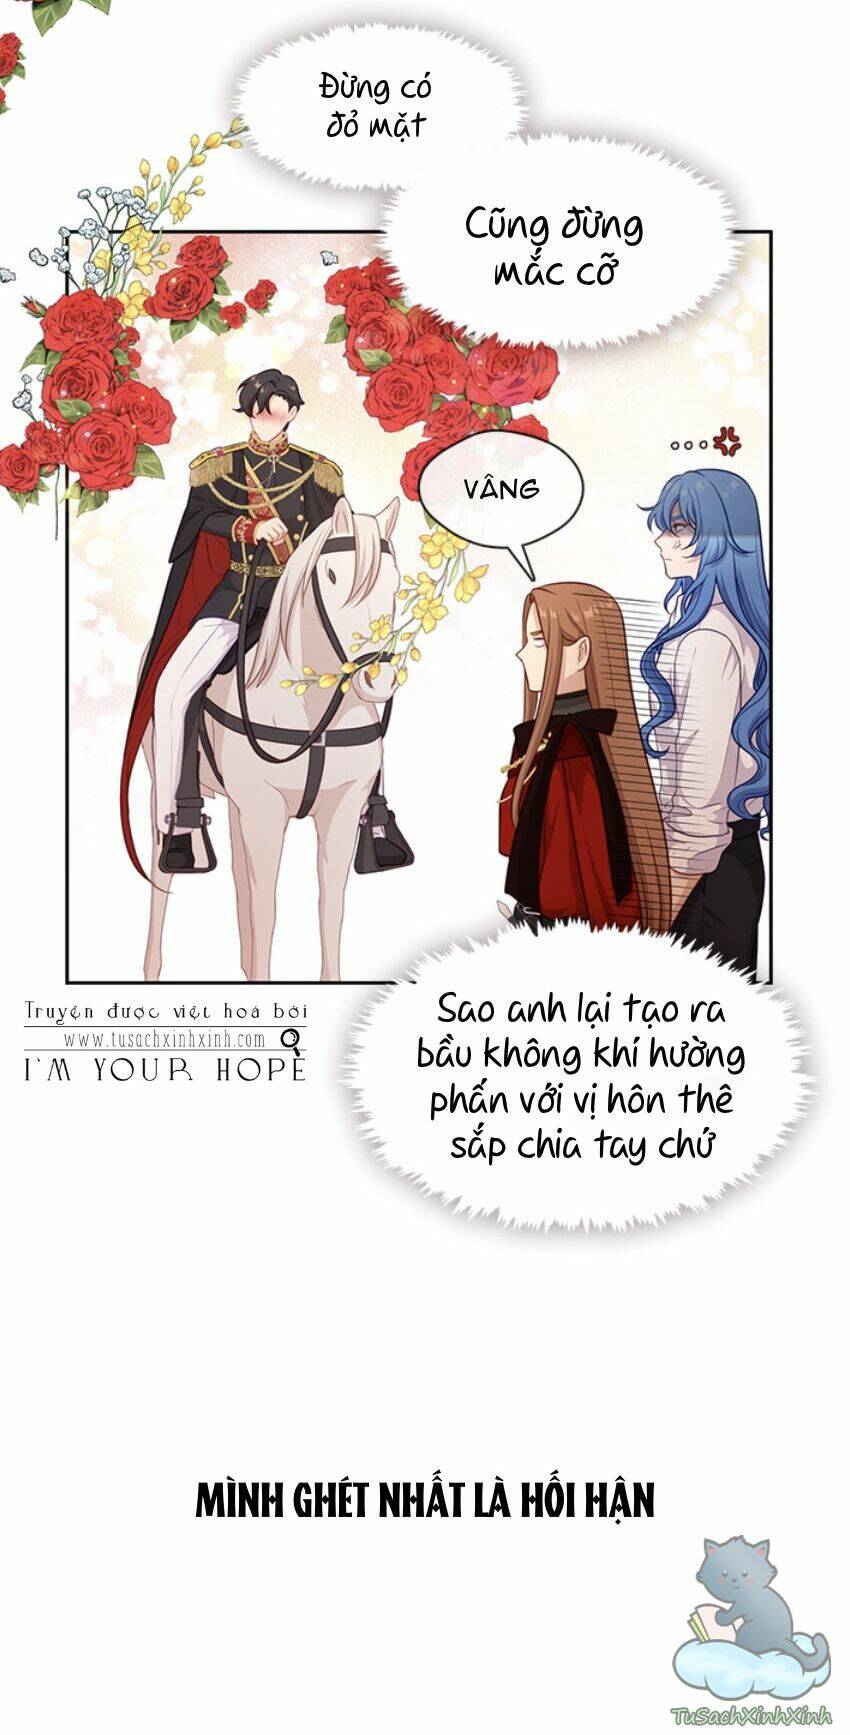 Đừng có
đỏ mặt
Cũng đừng
mắc cỡ
VÂNG
Sao anh lại tạo ra
bầu không khí hường
phấn với vị hôn thê
sắp chia tay chứ
Truyện được việt hoá bởi
www.tusachxinhxinh.com
I'M YOUR HOPE
MÌNH GHÉT NHẤT LÀ HỐI HẬN
TuSachXinhXinh